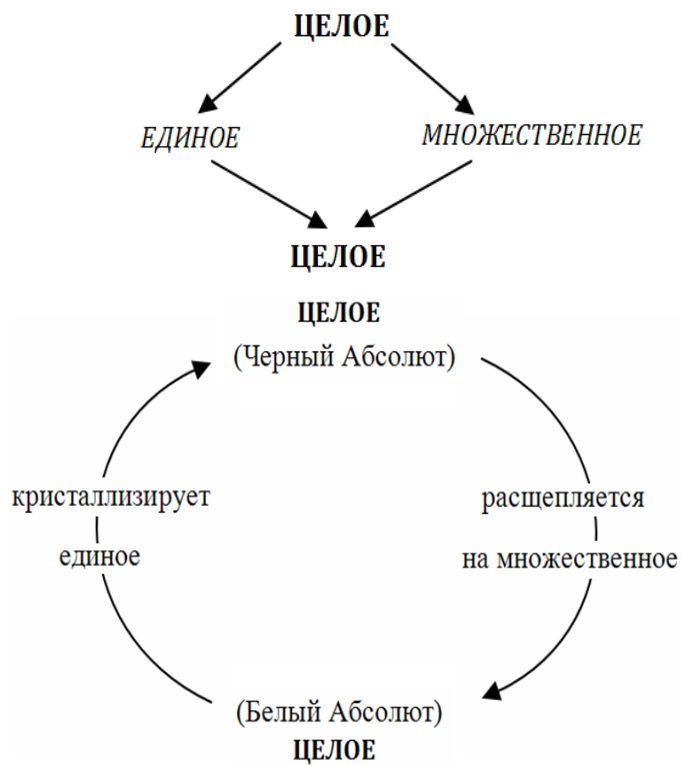 ЦЕЛОЕ
ЕДИНОЕ
МНОЖЕСТВЕННОЕ
ЦЕЛОЕ
ЦЕЛОЕ
(Черный Абсолют)
кристаллизирует
единое
расщепляется
на множественное
(Белый Абсолют)
ЦЕЛОЕ